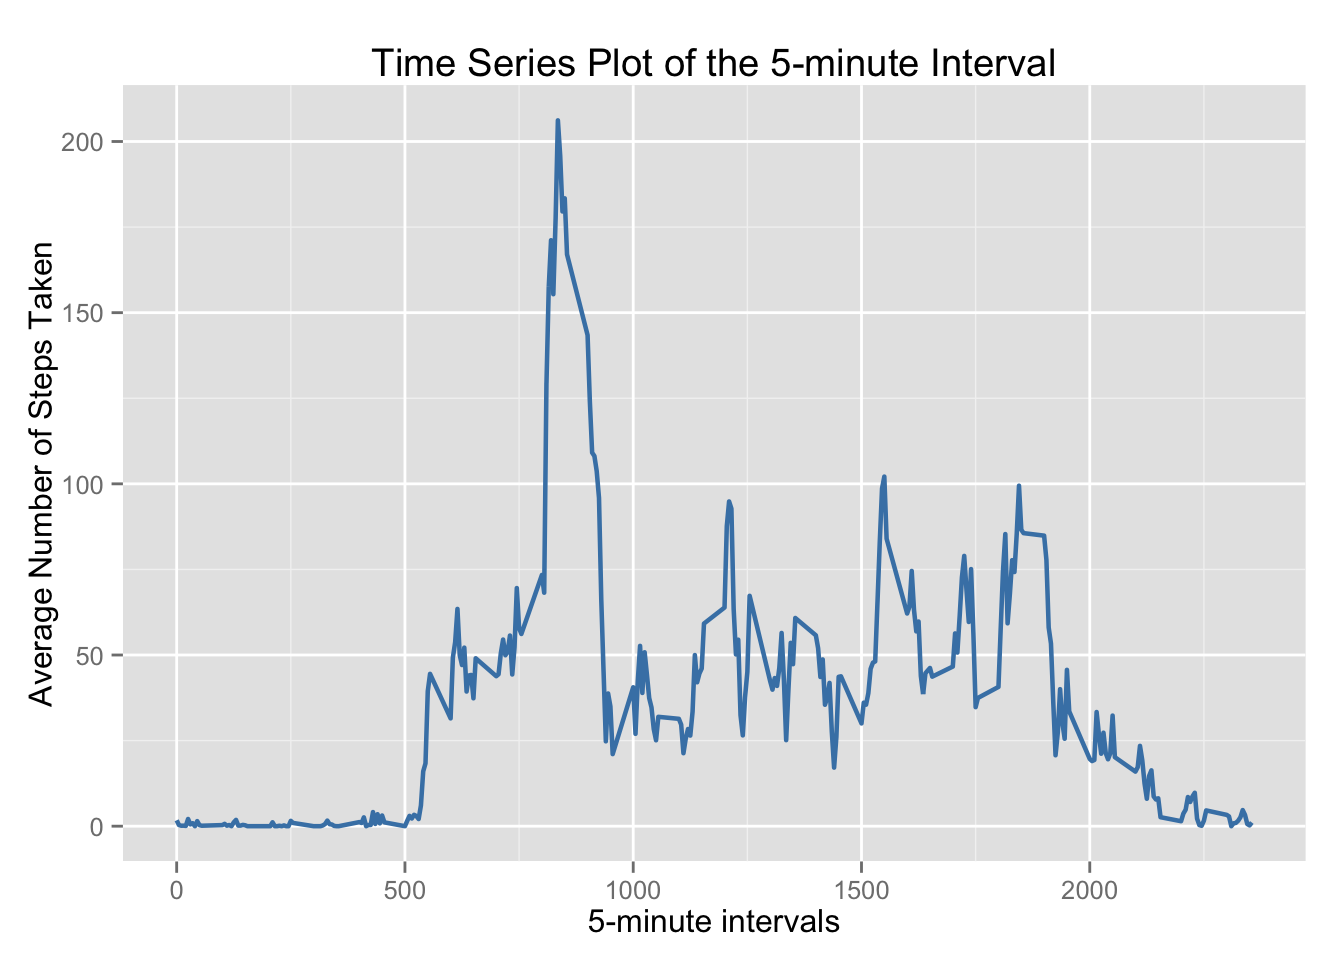 Time Series Plot of the 5-minute Interval
Average Number of Steps Taken
200
150
100
50
0
0 500 1000 1500 2000
5-minute intervals